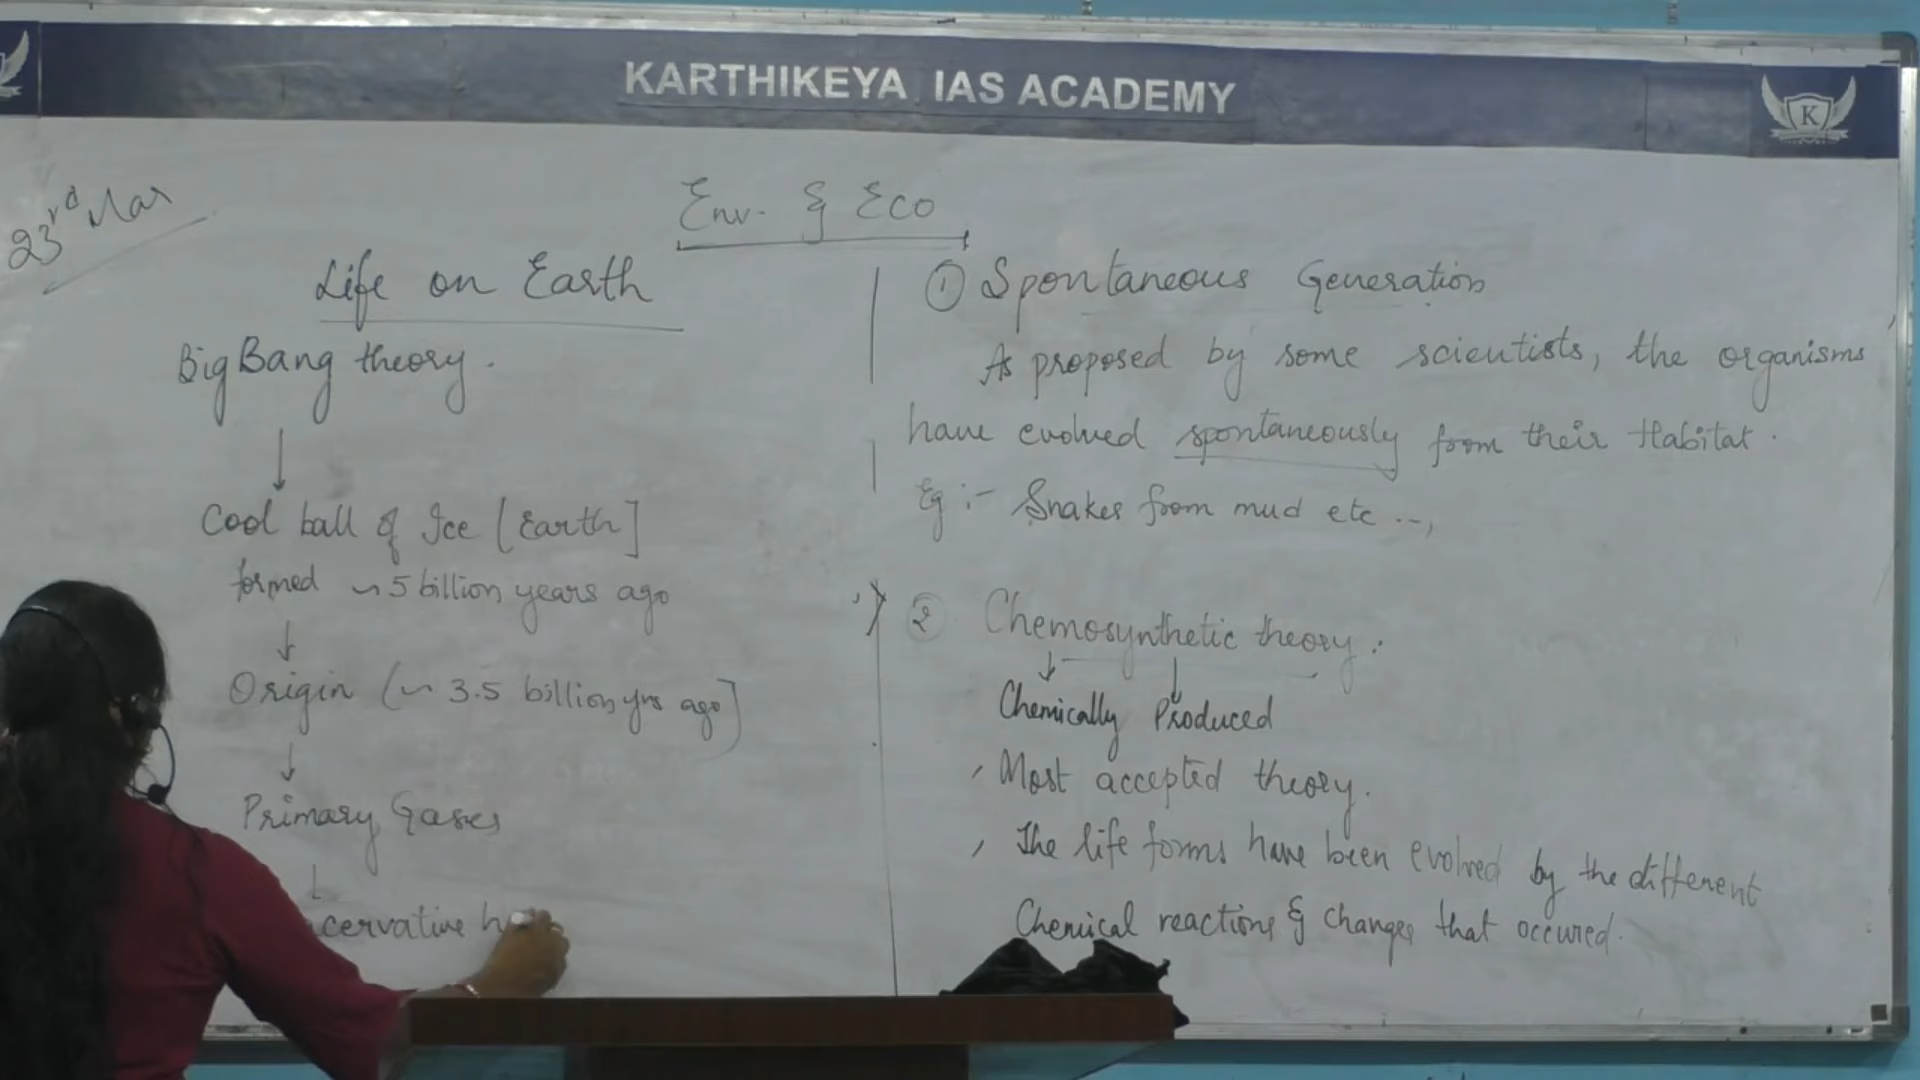 KARTHIKEYA IAS ACADEMY
K
23rd Mar
Env. & Eco
Life on Earth
Big Bang theory.
↓
Cool ball of Ice [Earth]
formed ~ 5 billion years ago
↓
Origin (~ 3.5 billion yrs ago]
↓
Primary Gases
↓
cervative
① Spontaneous Generation
As proposed by some scientists, the organisms
have evolved spontaneously from their Habitat.
Eg :- Snakes from mud etc ..,
② Chemosynthetic theory :
↓ ↓
Chemically Produced
, Most accepted theory.
, The life forms have been evolved by the different
Chemical reactions & changes that occured.